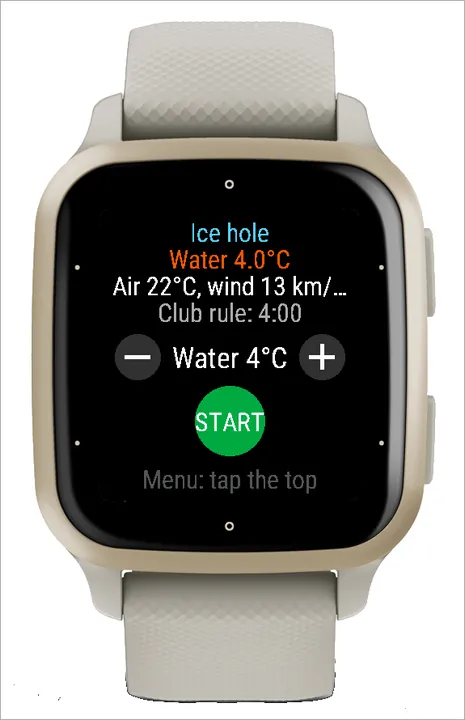 Ice hole
Water 4.0°C
Air 22°C, wind 13 km/…
Club rule: 4:00
− Water 4°C +
START
Menu: tap the top